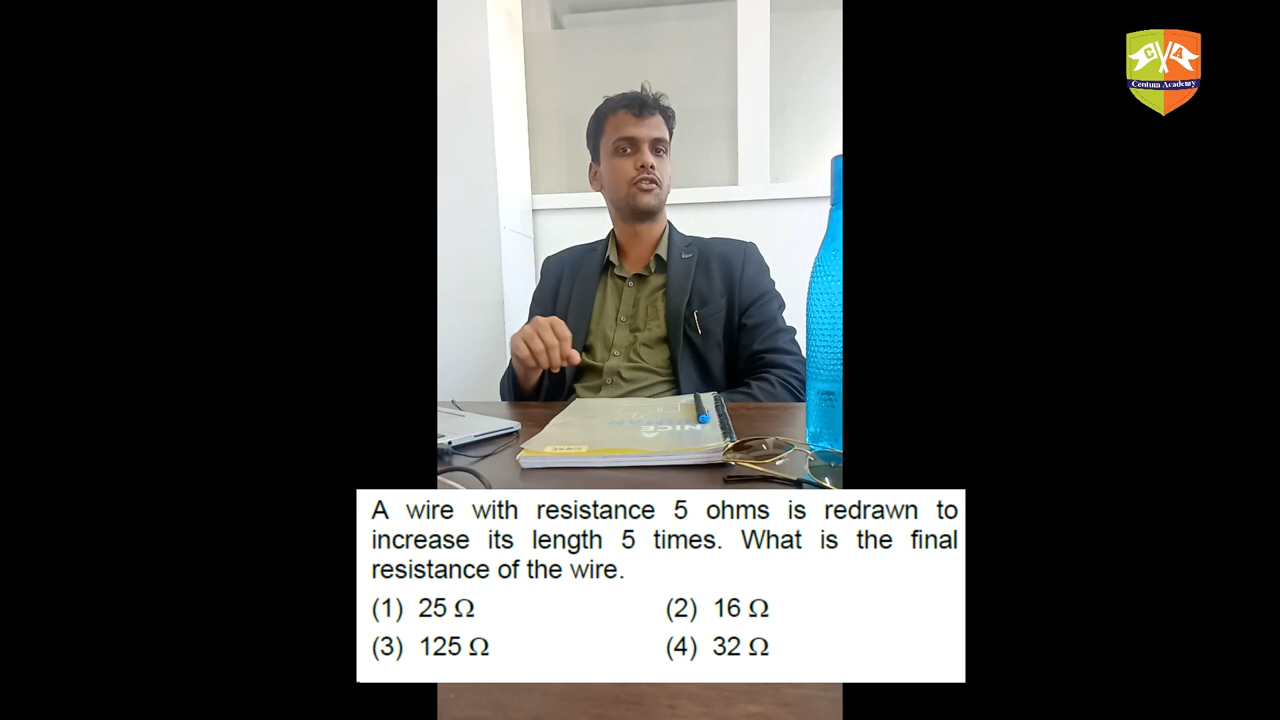 C A
Centum Academy
NICE
A wire with resistance 5 ohms is redrawn to
increase its length 5 times. What is the final
resistance of the wire.
(1) 25 Ω (2) 16 Ω
(3) 125 Ω (4) 32 Ω